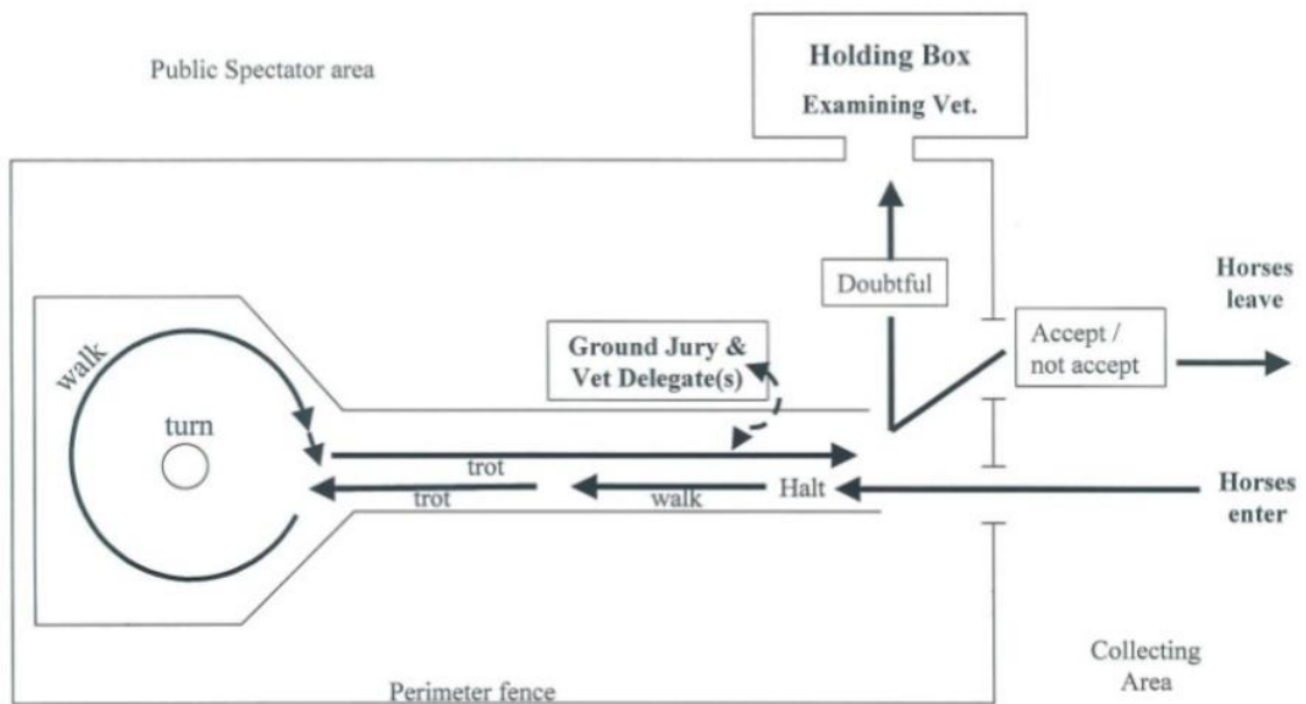 Public Spectator area
Holding Box
Examining Vet.
Doubtful
Horses
leave
Accept /
not accept
Ground Jury &
Vet Delegate(s)
walk
turn
trot
trot
walk
Halt
Horses
enter
Collecting
Area
Perimeter fence